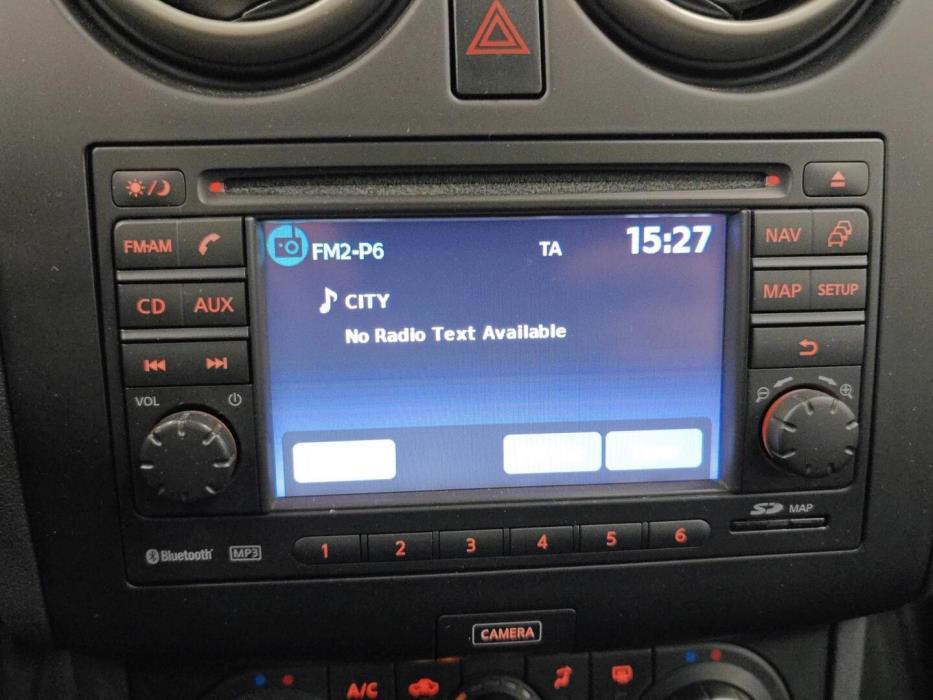 FM·AM
CD AUX
VOL
FM2-P6 TA 15:27
CITY
No Radio Text Available
NAV
MAP SETUP
SD MAP
Bluetooth MP3
1 2 3 4 5 6
CAMERA
A/C